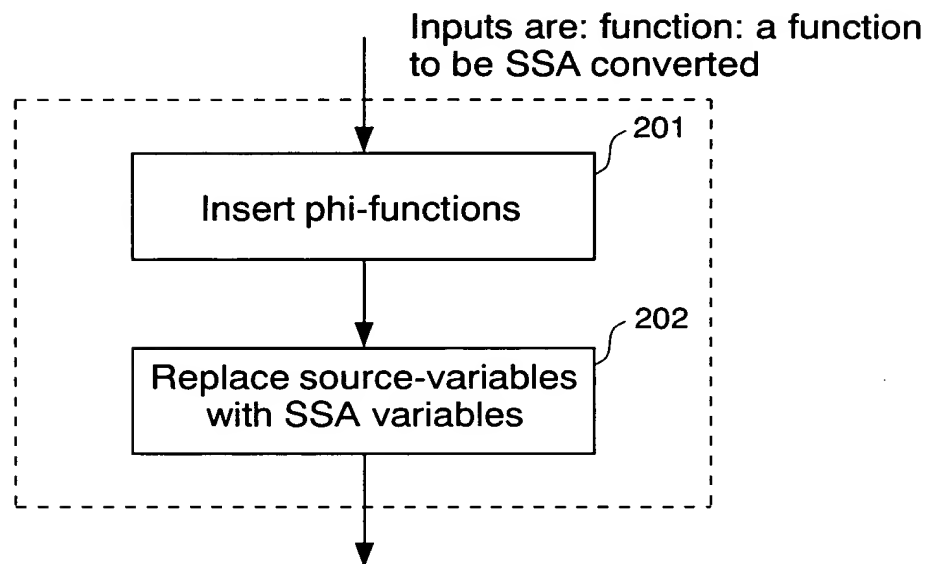 Inputs are: function: a function
to be SSA converted
201
Insert phi-functions
202
Replace source-variables
with SSA variables